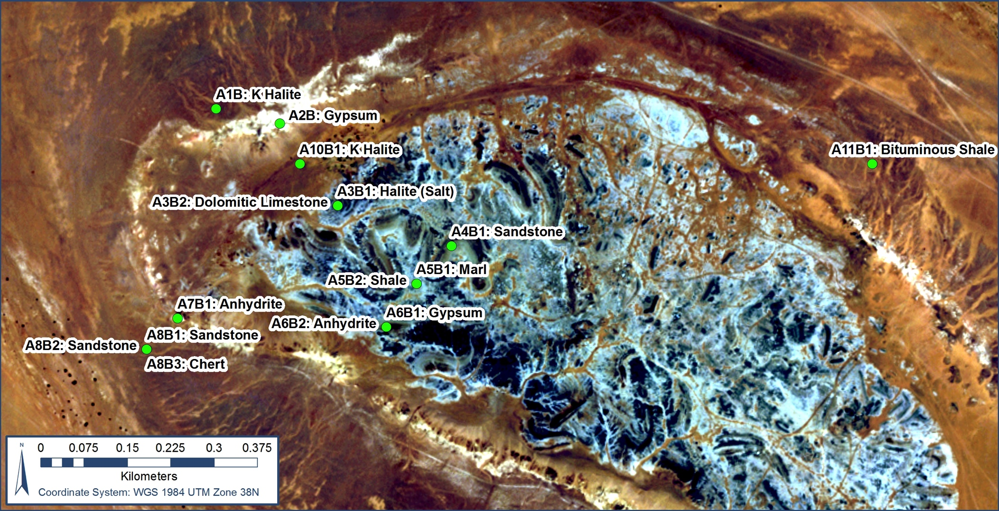 A1B: K Halite
A2B: Gypsum
A10B1: K Halite
A11B1: Bituminous Shale
A3B1: Halite (Salt)
A3B2: Dolomitic Limestone
A4B1: Sandstone
A5B1: Marl
A5B2: Shale
A7B1: Anhydrite
A6B1: Gypsum
A6B2: Anhydrite
A8B1: Sandstone
A8B2: Sandstone
A8B3: Chert
N
0 0.075 0.15 0.225 0.3 0.375
Kilometers
Coordinate System: WGS 1984 UTM Zone 38N